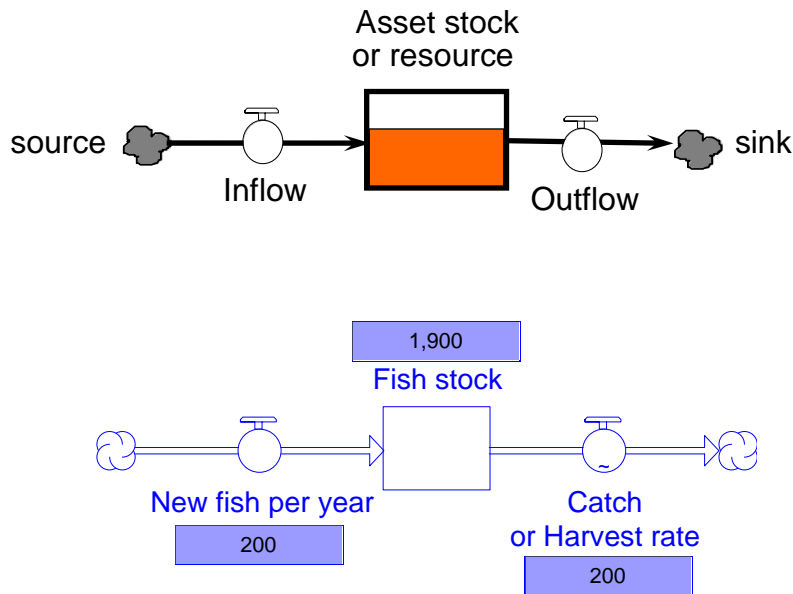 Asset stock
or resource
source
Inflow
Outflow
sink
1,900
Fish stock
~
New fish per year
200
Catch
or Harvest rate
200